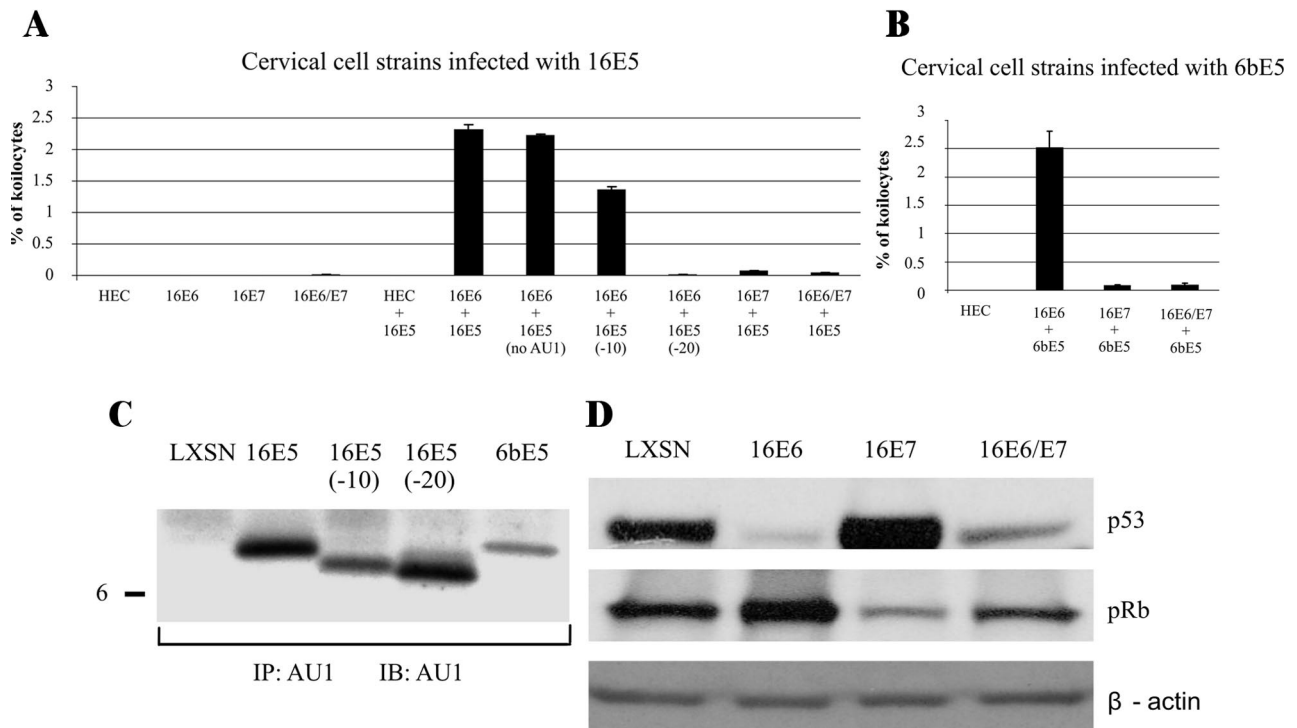 A
Cervical cell strains infected with 16E5
% of koilocytes
3
2.5
2
1.5
1
0.5
0
HEC
16E6
16E7
16E6/E7
HEC
+
16E5
16E6
+
16E5
16E6
+
16E5
(no AU1)
16E6
+
16E5
(-10)
16E6
+
16E5
(-20)
16E7
+
16E5
16E6/E7
+
16E5
B
Cervical cell strains infected with 6bE5
% of koilocytes
2.5
2.5
2
1
0.5
0
HEC
16E6
+
6bE5
16E7
+
6bE5
16E6/E7
+
6bE5
C
LXSN 16E5 16E5 16E5 6bE5
(-10) (-20)
6
IP: AU1 IB: AU1
D
LXSN 16E6 16E7 16E6/E7
p53
pRb
β - actin